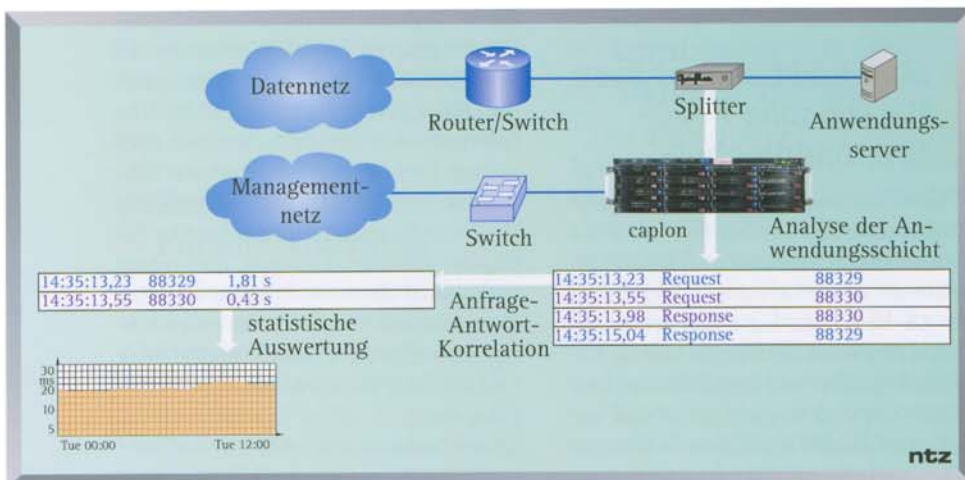 Datennetz
Router/Switch
Splitter
Anwendungs-
server
Management-
netz
Switch
caplon
Analyse der An-
wendungsschicht
14:35:13,23 88329 1,81 s
14:35:13,55 88330 0,43 s
Anfrage-
Antwort-
Korrelation
14:35:13,23 Request 88329
14:35:13,55 Request 88330
14:35:13,98 Response 88330
14:35:15,04 Response 88329
statistische
Auswertung
30
ms
20
10
5
Tue 00:00 Tue 12:00
ntz